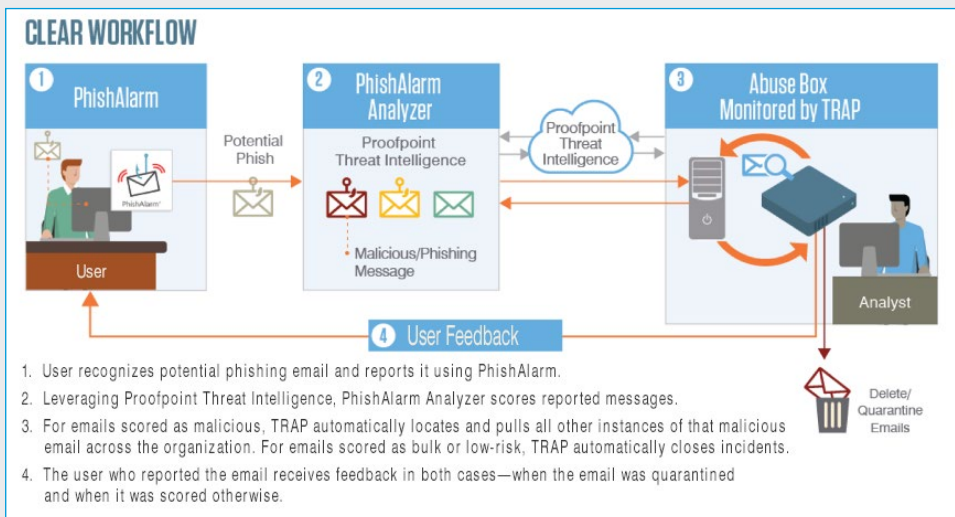 CLEAR WORKFLOW
1
PhishAlarm
2
PhishAlarm
Analyzer
3
Abuse Box
Monitored by TRAP
Potential
Phish
Proofpoint
Threat Intelligence
Proofpoint
Threat
Intelligence
PhishAlarm
Malicious/Phishing
Message
User
Analyst
4 User Feedback
Delete/
Quarantine
Emails
1. User recognizes potential phishing email and reports it using PhishAlarm.
2. Leveraging Proofpoint Threat Intelligence, PhishAlarm Analyzer scores reported messages.
3. For emails scored as malicious, TRAP automatically locates and pulls all other instances of that malicious
email across the organization. For emails scored as bulk or low-risk, TRAP automatically closes incidents.
4. The user who reported the email receives feedback in both cases—when the email was quarantined
and when it was scored otherwise.